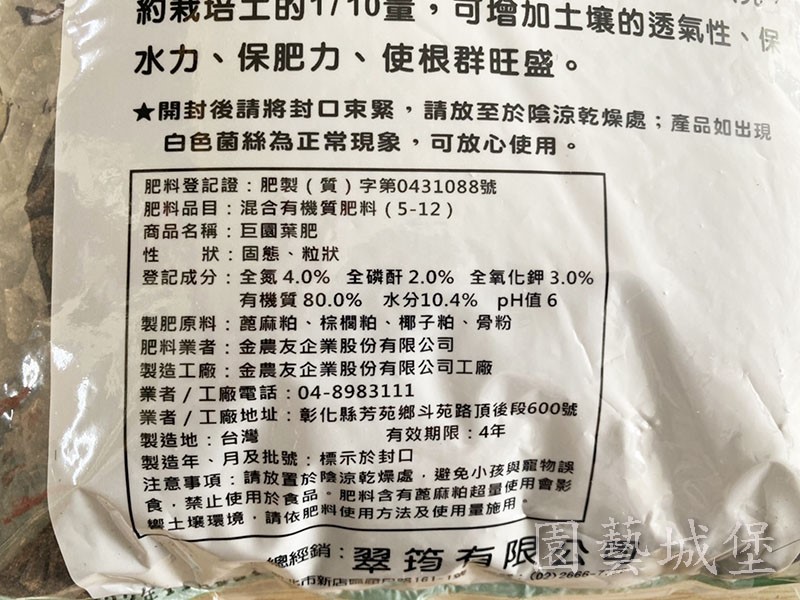 約栽培土的1/10量，可增加土壤的透氣性、保
水力、保肥力、使根群旺盛。
★開封後請將封口束緊，請放至於陰涼乾燥處；產品如出現
白色菌絲為正常現象，可放心使用。
肥料登記證：肥製（質）字第0431088號
肥料品目：混合有機質肥料（5-12）
商品名稱：巨園葉肥
性　　狀：固態、粒狀
登記成分：全氮4.0%　全磷酐2.0%　全氧化鉀3.0%
有機質80.0%　水分10.4%　pH值6
製肥原料：蓖麻粕、棕櫚粕、椰子粕、骨粉
肥料業者：金農友企業股份有限公司
製造工廠：金農友企業股份有限公司工廠
業者/工廠電話：04-8983111
業者/工廠地址：彰化縣芳苑鄉斗苑路頂後段600號
製造地：台灣　　有效期限：4年
製造年、月及批號：標示於封口
注意事項：請放置於陰涼乾燥處，避免小孩與寵物誤
食，禁止使用於食品。肥料含有蓖麻粕超量使用會影
響土壤環境，請依肥料使用方法及使用量施用。
總經銷：翠筠有限公司
園藝城堡